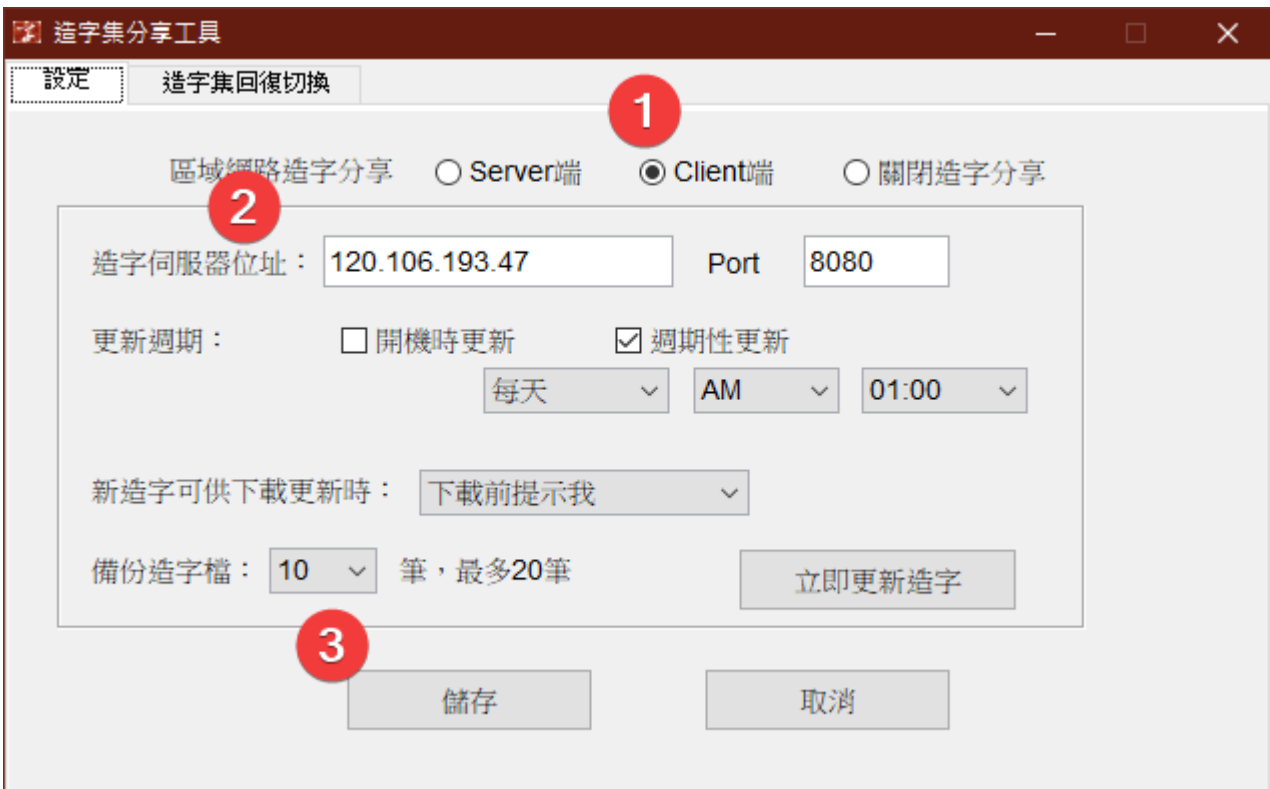 造字集分享工具
設定 造字集回復切換
1
區域網路造字分享 Server端 Client端 關閉造字分享
2
造字伺服器位址： 120.106.193.47 Port 8080
更新週期： 開機時更新 週期性更新
每天 AM 01:00
新造字可供下載更新時： 下載前提示我
備份造字檔： 10 筆，最多20筆 立即更新造字
3
儲存 取消